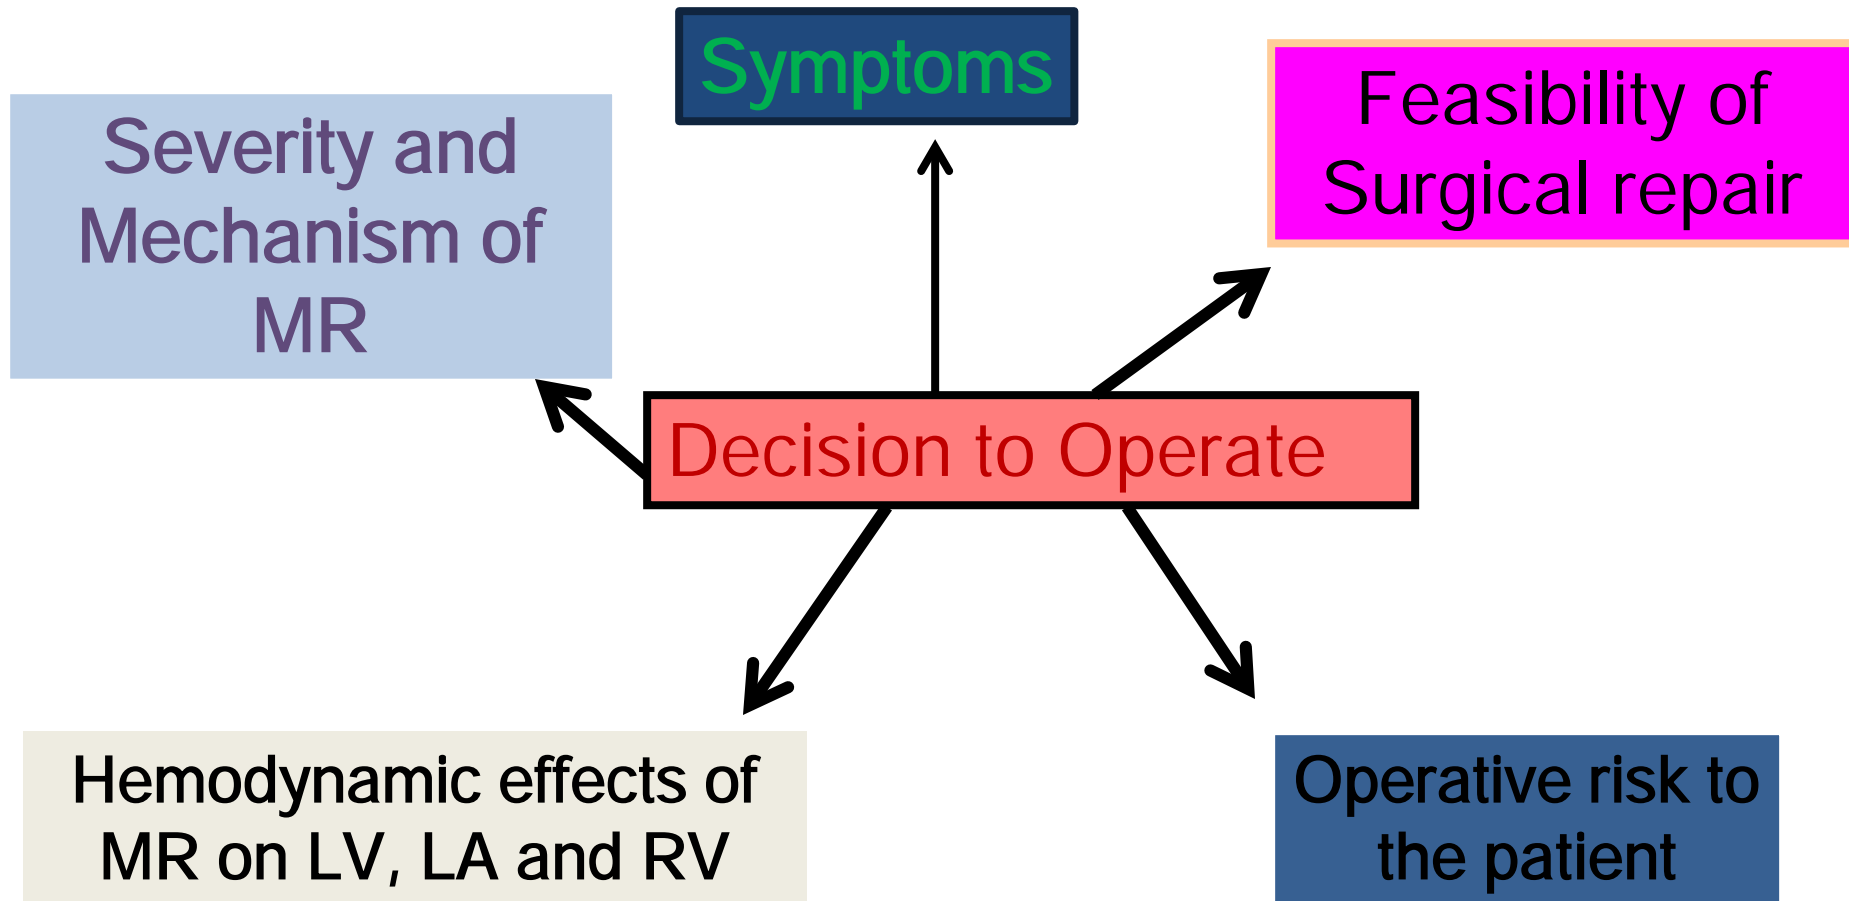 Symptoms
Severity and
Mechanism of
MR
Feasibility of
Surgical repair
Decision to Operate
Hemodynamic effects of
MR on LV, LA and RV
Operative risk to
the patient